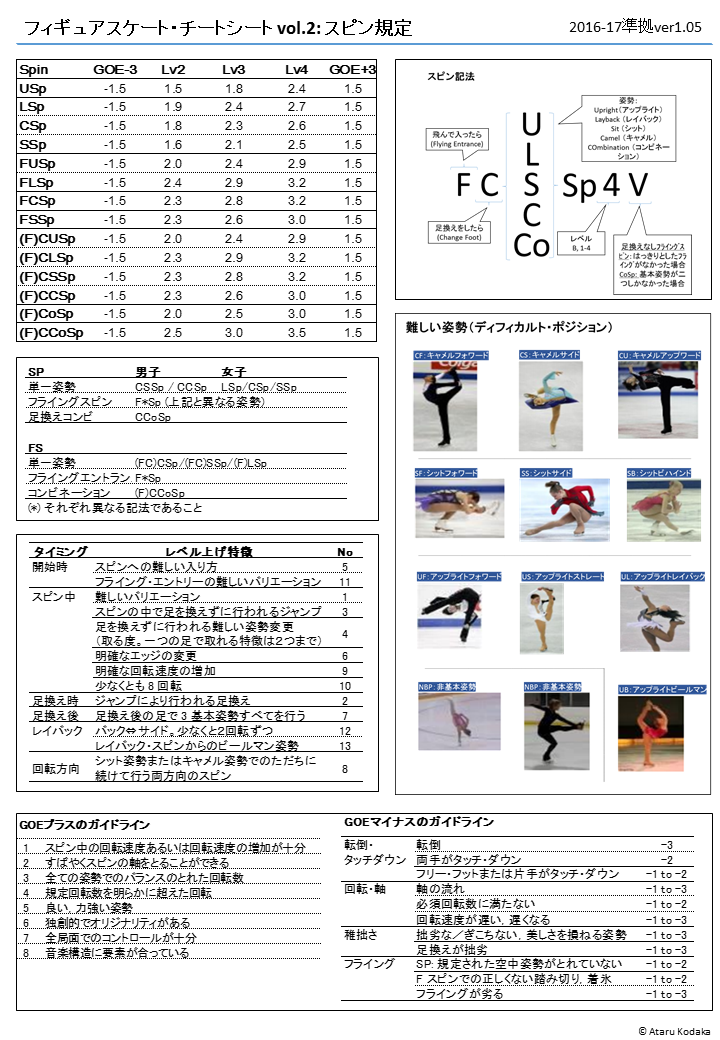 フィギュアスケート・チートシート vol.2: スピン規定
2016-17準拠ver1.05
Spin GOE-3 Lv2 Lv3 Lv4 GOE+3
USp -1.5 1.5 1.8 2.4 1.5
LSp -1.5 1.9 2.4 2.7 1.5
CSp -1.5 1.8 2.3 2.6 1.5
SSp -1.5 1.6 2.1 2.5 1.5
FUSp -1.5 2.0 2.4 2.9 1.5
FLSp -1.5 2.4 2.9 3.2 1.5
FCSp -1.5 2.3 2.8 3.2 1.5
FSSp -1.5 2.3 2.6 3.0 1.5
(F)CUSp -1.5 2.0 2.4 2.9 1.5
(F)CLSp -1.5 2.3 2.9 3.2 1.5
(F)CSSp -1.5 2.3 2.8 3.2 1.5
(F)CCSp -1.5 2.3 2.6 3.0 1.5
(F)CoSp -1.5 2.0 2.5 3.0 1.5
(F)CCoSp -1.5 2.5 3.0 3.5 1.5
SP 男子 女子
単一姿勢 CSSp / CCSp LSp/CSp/SSp
フライングスピン F*Sp (上記と異なる姿勢)
足換えコンビ CCoSp
FS
単一姿勢 (FC)CSp/(FC)SSp/(F)LSp
フライングエントラン F*Sp
コンビネーション (F)CCoSp
(*) それぞれ異なる記法であること
タイミング レベル上げ特徴 No
開始時 スピンへの難しい入り方 5
フライング・エントリーの難しいバリエーション 11
スピン中 難しいバリエーション 1
スピンの中で足を換えずに行われるジャンプ 3
足を換えずに行われる難しい姿勢変更
(取る度。一つの足で取れる特徴は2つまで) 4
明確なエッジの変更 6
明確な回転速度の増加 9
少なくとも8回転 10
足換え時 ジャンプにより行われる足換え 2
足換え後 足換え後の足で3基本姿勢すべてを行う 7
レイバック バック⇔サイド。少なくと2回転ずつ 12
レイバック・スピンからのビールマン姿勢 13
回転方向 シット姿勢またはキャメル姿勢でのただちに
続けて行う両方向のスピン 8
スピン記法
飛んで入ったら
(Flying Entrance)
足換えをしたら
(Change Foot)
F C
U
L
S
C
Co
Sp 4 V
姿勢:
Upright(アップライト)
Layback(レイバック)
Sit(シット)
Camel(キャメル)
COmbination(コンビネー
ション)
レベル
B, 1-4
足換えなしフライングス
ピン: はっきりとしたフラ
イングがなかった場合
CoSp: 基本姿勢が二
つしかなかった場合
難しい姿勢(ディフィカルト・ポジション)
CF: キャメルフォワード
CS: キャメルサイド
CU: キャメルアップワード
SF: シットフォワード
SS: シットサイド
SB: シットビハインド
UF: アップライトフォワード
US: アップライトストレート
UL: アップライトレイバック
NBP: 非基本姿勢
NBP: 非基本姿勢
UB: アップライトビールマン
GOEプラスのガイドライン
1 スピン中の回転速度あるいは回転速度の増加が十分
2 すばやくスピンの軸をとることができる
3 全ての姿勢でのバランスのとれた回転数
4 規定回転数を明らかに超えた回転
5 良い, 力強い姿勢
6 独創的でオリジナリティがある
7 全局面でのコントロールが十分
8 音楽構造に要素が合っている
GOEマイナスのガイドライン
転倒・ 転倒 -3
タッチダウン 両手がタッチ・ダウン -2
フリー・フットまたは片手がタッチ・ダウン -1 to -2
回転・軸 軸の流れ -1 to -3
必須回転数に満たない -1 to -2
回転速度が遅い, 遅くなる -1 to -3
稚拙さ 拙劣な/ぎこちない, 美しさを損ねる姿勢 -1 to -3
足換えが拙劣 -1 to -3
フライング SP: 規定された空中姿勢がとれていない -1 to -2
F スピンでの正しくない踏み切り, 着氷 -1 to -2
フライングが劣る -1 to -3
© Ataru Kodaka